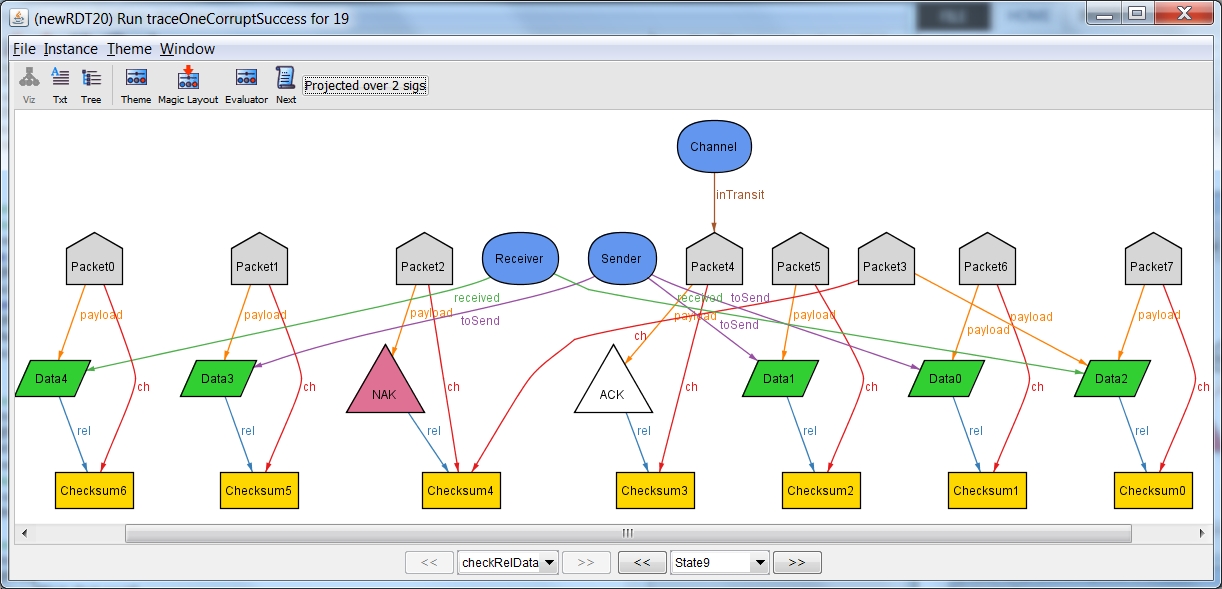 (newRDT20) Run traceOneCorruptSuccess for 19
File Instance Theme Window
Viz Txt Tree Theme Magic Layout Evaluator Next Projected over 2 sigs
Channel
inTransit
Packet0 Packet1 Packet2 Receiver Sender Packet4 Packet5 Packet3 Packet6 Packet7
received received toSend
payload payload payload toSend payload toSend payload payload payload payload
ch
Data4 Data3 NAK ACK Data1 Data0 Data2
ch ch ch ch ch ch ch
rel rel rel rel rel rel rel
Checksum6 Checksum5 Checksum4 Checksum3 Checksum2 Checksum1 Checksum0
<< checkRelData >> << State9 >>